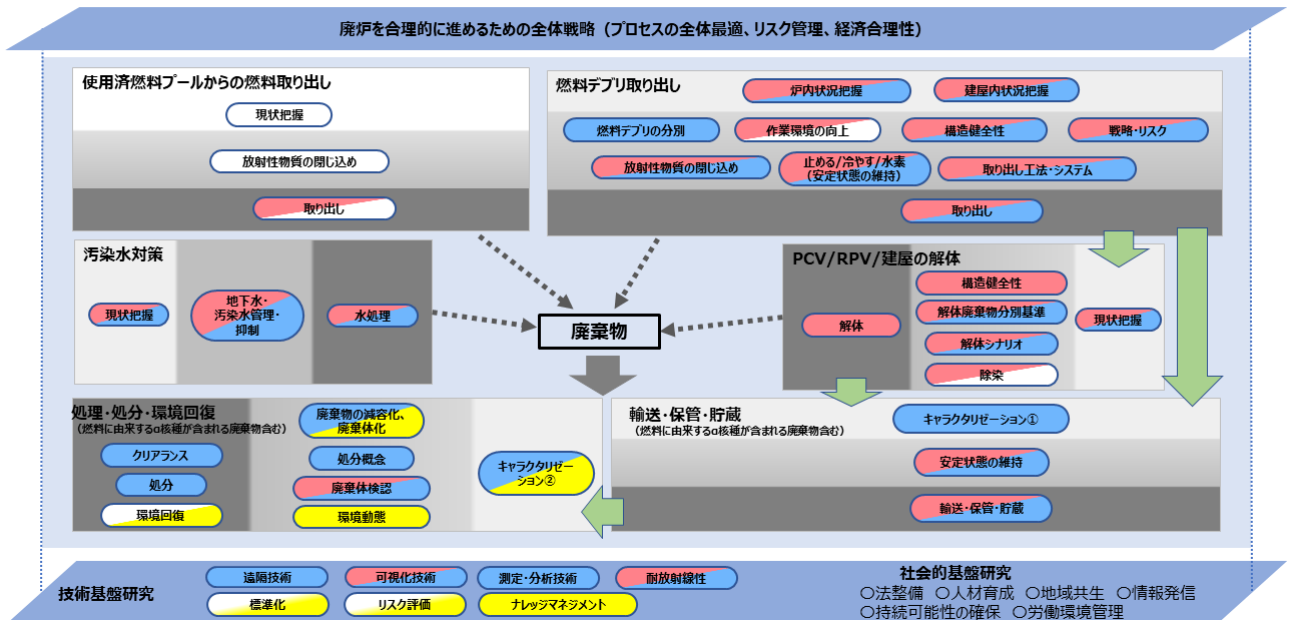 廃炉を合理的に進めるための全体戦略（プロセスの全体最適、リスク管理、経済合理性）
使用済燃料プールからの燃料取り出し
現状把握
放射性物質の閉じ込め
取り出し
燃料デブリ取り出し
炉内状況把握
建屋内状況把握
燃料デブリの分別
作業環境の向上
構造健全性
戦略・リスク
放射性物質の閉じ込め
止める/冷やす/水素
（安定状態の維持）
取り出し工法・システム
取り出し
汚染水対策
現状把握
地下水・
汚染水管理・
抑制
水処理
廃棄物
PCV/RPV/建屋の解体
解体
構造健全性
解体廃棄物分別基準
解体シナリオ
除染
現状把握
処理・処分・環境回復
（燃料に由来するα核種が含まれる廃棄物含む）
クリアランス
処分
環境回復
廃棄物の減容化、
廃棄体化
処分概念
廃棄体検認
環境動態
キャラクタリゼー
ション②
輸送・保管・貯蔵
（燃料に由来するα核種が含まれる廃棄物含む）
キャラクタリゼーション①
安定状態の維持
輸送・保管・貯蔵
技術基盤研究
遠隔技術
可視化技術
測定・分析技術
耐放射線性
標準化
リスク評価
ナレッジマネジメント
社会的基盤研究
○法整備 ○人材育成 ○地域共生 ○情報発信
○持続可能性の確保 ○労働環境管理